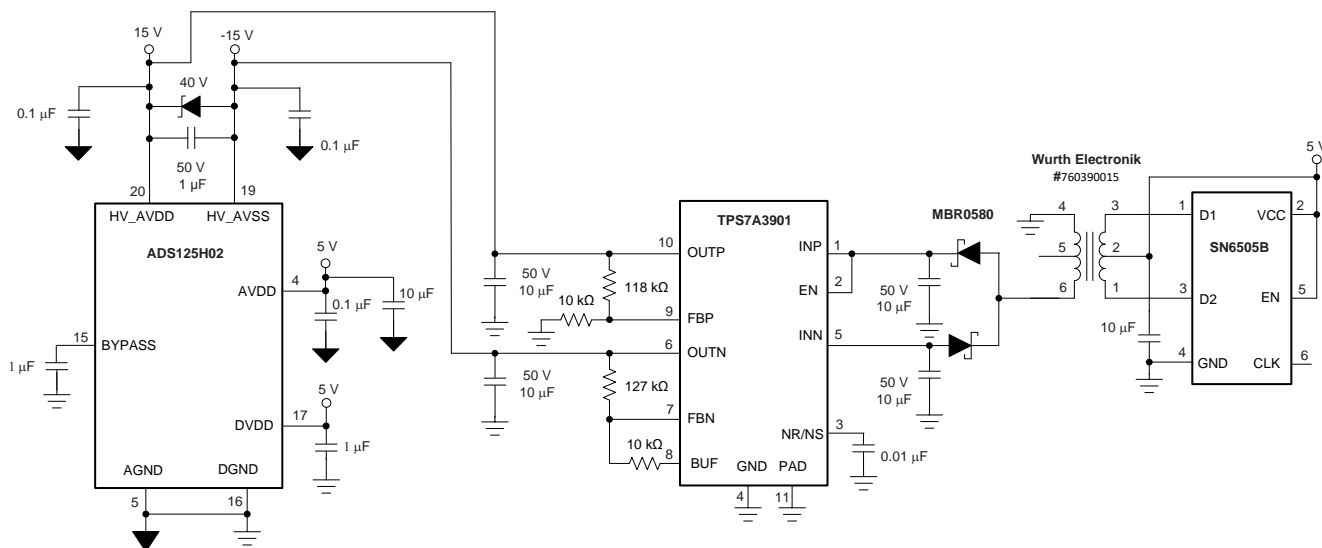 15 V
-15 V
40 V
0.1 μF
0.1 μF
50 V
1 μF
20
19
HV_AVDD
HV_AVSS
ADS125H02
5 V
AVDD
4
0.1 μF
10 μF
15
BYPASS
1 μF
5 V
DVDD
17
1 μF
AGND
DGND
5
16
50 V
10 μF
118 kΩ
10 kΩ
50 V
10 μF
127 kΩ
10 kΩ
TPS7A3901
10
OUTP
INP
1
EN
2
9
FBP
INN
5
6
OUTN
7
FBN
NR/NS
3
8
BUF
GND
PAD
4
11
0.01 μF
MBR0580
50 V
10 μF
50 V
10 μF
Wurth Electronik
#760390015
4
3
5
2
6
1
10 μF
5 V
1
D1
VCC
2
SN6505B
3
D2
EN
5
4
GND
CLK
6